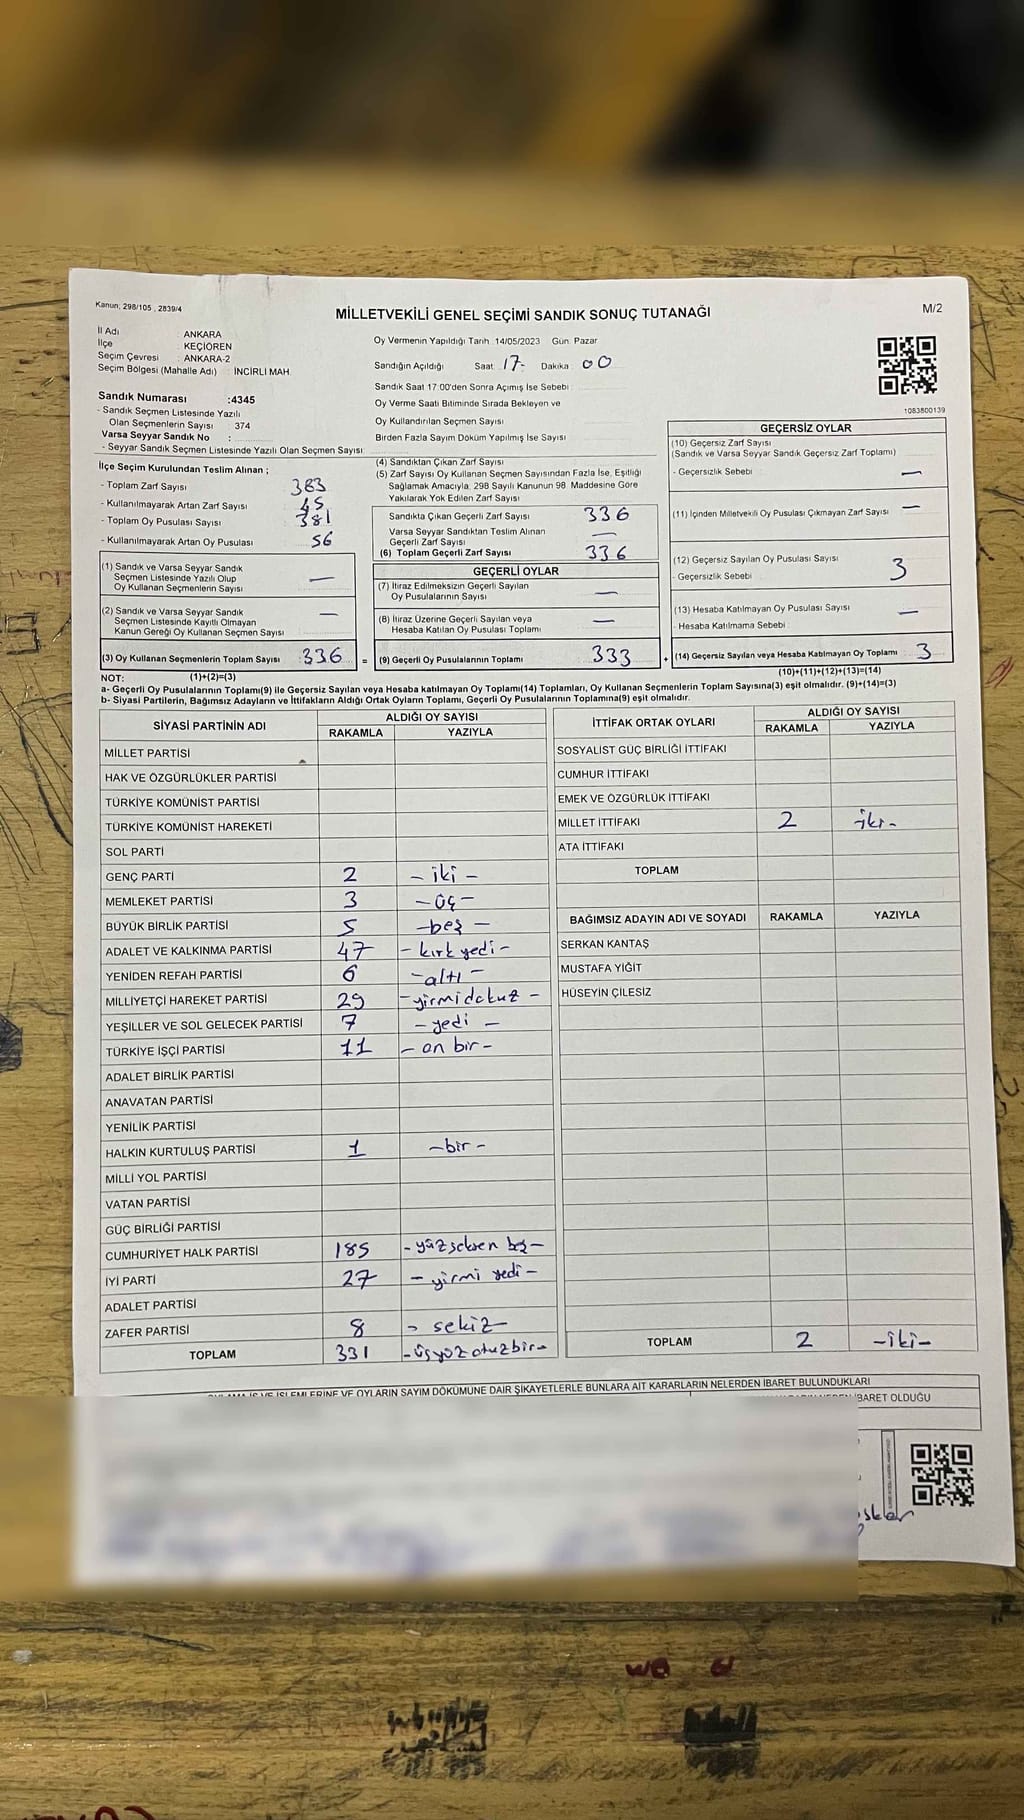 Kanun; 298/105 , 2839/4
MİLLETVEKİLİ GENEL SEÇİMİ SANDIK SONUÇ TUTANAĞI
M/2
İl Adı : ANKARA
İlçe : KEÇİÖREN
Seçim Çevresi : ANKARA-2
Seçim Bölgesi (Mahalle Adı) : İNCİRLİ MAH.
Sandık Numarası :4345
- Sandık Seçmen Listesinde Yazılı
Olan Seçmenlerin Sayısı 374
Varsa Seyyar Sandık No :
- Seyyar Sandık Seçmen Listesinde Yazılı Olan Seçmen Sayısı:
Oy Vermenin Yapıldığı Tarih :14/05/2023 Gün: Pazar
Sandığın Açıldığı Saat 17- Dakika 00
Sandık Saat 17:00'den Sonra Açımış İse Sebebi
Oy Verme Saati Bitiminde Sırada Bekleyen ve
Oy Kullandırılan Seçmen Sayısı
Birden Fazla Sayım Döküm Yapılmış İse Sayısı
1083800139
İlçe Seçim Kurulundan Teslim Alınan ;
- Toplam Zarf Sayısı 383
- Kullanılmayarak Artan Zarf Sayısı 45
- Toplam Oy Pusulası Sayısı 381
- Kullanılmayarak Artan Oy Pusulası 56
(4) Sandıktan Çıkan Zarf Sayısı
(5) Zarf Sayısı Oy Kullanan Seçmen Sayısından Fazla İse, Eşitliği
Sağlamak Amacıyla, 298 Sayılı Kanunun 98. Maddesine Göre
Yakılarak Yok Edilen Zarf Sayısı
Sandıkta Çıkan Geçerli Zarf Sayısı 336
Varsa Seyyar Sandıktan Teslim Alınan
Geçerli Zarf Sayısı —
(6) Toplam Geçerli Zarf Sayısı 336
GEÇERSİZ OYLAR
(10) Geçersiz Zarf Sayısı
(Sandık ve Varsa Seyyar Sandık Geçersiz Zarf Toplamı)
- Geçersizlik Sebebi : —
(11) İçinden Milletvekili Oy Pusulası Çıkmayan Zarf Sayısı —
(12) Geçersiz Sayılan Oy Pusulası Sayısı 3
- Geçersizlik Sebebi :
(13) Hesaba Katılmayan Oy Pusulası Sayısı —
- Hesaba Katılmama Sebebi :
(14) Geçersiz Sayılan veya Hesaba Katılmayan Oy Toplamı 3
(10)+(11)+(12)+(13)=(14)
(1) Sandık ve Varsa Seyyar Sandık
Seçmen Listesinde Yazılı Olup
Oy Kullanan Seçmenlerin Sayısı —
(2) Sandık ve Varsa Seyyar Sandık
Seçmen Listesinde Kayıtlı Olmayan
Kanun Gereği Oy Kullanan Seçmen Sayısı —
(3) Oy Kullanan Seçmenlerin Toplam Sayısı 336 =
GEÇERLİ OYLAR
(7) İtiraz Edilmeksizin Geçerli Sayılan
Oy Pusulalarının Sayısı —
(8) İtiraz Üzerine Geçerli Sayılan veya
Hesaba Katılan Oy Pusulası Toplamı —
(9) Geçerli Oy Pusulalarının Toplamı 333 +
NOT: (1)+(2)=(3)
a- Geçerli Oy Pusulalarının Toplamı(9) ile Geçersiz Sayılan veya Hesaba katılmayan Oy Toplamı(14) Toplamları, Oy Kullanan Seçmenlerin Toplam Sayısına(3) eşit olmalıdır. (9)+(14)=(3)
b- Siyasi Partilerin, Bağımsız Adayların ve İttifakların Aldığı Ortak Oyların Toplamı, Geçerli Oy Pusulalarının Toplamına(9) eşit olmalıdır.
SİYASİ PARTİNİN ADI ALDIĞI OY SAYISI
RAKAMLA YAZIYLA
MİLLET PARTİSİ
HAK VE ÖZGÜRLÜKLER PARTİSİ
TÜRKİYE KOMÜNİST PARTİSİ
TÜRKİYE KOMÜNİST HAREKETİ
SOL PARTİ
GENÇ PARTİ 2 - iki -
MEMLEKET PARTİSİ 3 - üç -
BÜYÜK BİRLİK PARTİSİ 5 - beş -
ADALET VE KALKINMA PARTİSİ 47 - kırk yedi -
YENİDEN REFAH PARTİSİ 6 - altı -
MİLLİYETÇİ HAREKET PARTİSİ 29 - yirmidokuz -
YEŞİLLER VE SOL GELECEK PARTİSİ 7 - yedi -
TÜRKİYE İŞÇİ PARTİSİ 11 - on bir -
ADALET BİRLİK PARTİSİ
ANAVATAN PARTİSİ
YENİLİK PARTİSİ
HALKIN KURTULUŞ PARTİSİ 1 - bir -
MİLLİ YOL PARTİSİ
VATAN PARTİSİ
GÜÇ BİRLİĞİ PARTİSİ
CUMHURİYET HALK PARTİSİ 185 - yüzseksen beş -
İYİ PARTİ 27 - yirmi yedi -
ADALET PARTİSİ
ZAFER PARTİSİ 8 - sekiz -
TOPLAM 331 - üçyüz otuzbir -
İTTİFAK ORTAK OYLARI ALDIĞI OY SAYISI
RAKAMLA YAZIYLA
SOSYALİST GÜÇ BİRLİĞİ İTTİFAKI
CUMHUR İTTİFAKI
EMEK VE ÖZGÜRLÜK İTTİFAKI
MİLLET İTTİFAKI 2 - iki -
ATA İTTİFAKI
TOPLAM
BAĞIMSIZ ADAYIN ADI VE SOYADI RAKAMLA YAZIYLA
SERKAN KANTAŞ
MUSTAFA YİĞİT
HÜSEYİN ÇİLESİZ
TOPLAM 2 - iki -
İŞLEMLERİNE VE OYLARIN SAYIM DÖKÜMÜNE DAİR ŞİKAYETLERLE BUNLARA AİT KARARLARIN NELERDEN İBARET BULUNDUKLARI
İBARET OLDUĞU